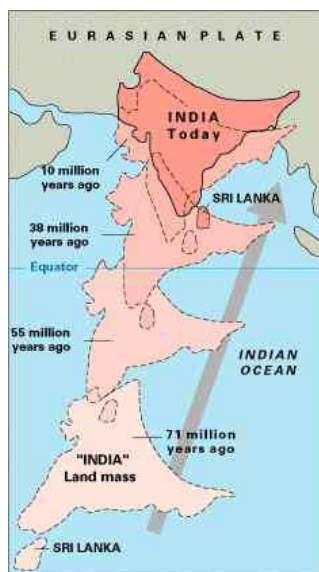 EURASIAN PLATE
INDIA
Today
10 million
years ago
SRI LANKA
38 million
years ago
Equator
55 million
years ago
INDIAN
OCEAN
71 million
years ago
"INDIA"
Land mass
SRI LANKA